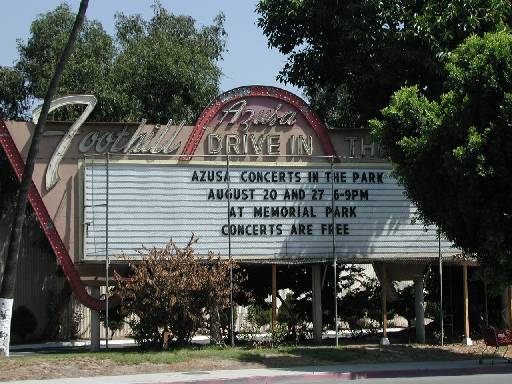 Foothill Azusa
DRIVE IN TH
AZUSA CONCERTS IN THE PARK
AUGUST 20 AND 27 6-9PM
AT MEMORIAL PARK
CONCERTS ARE FREE